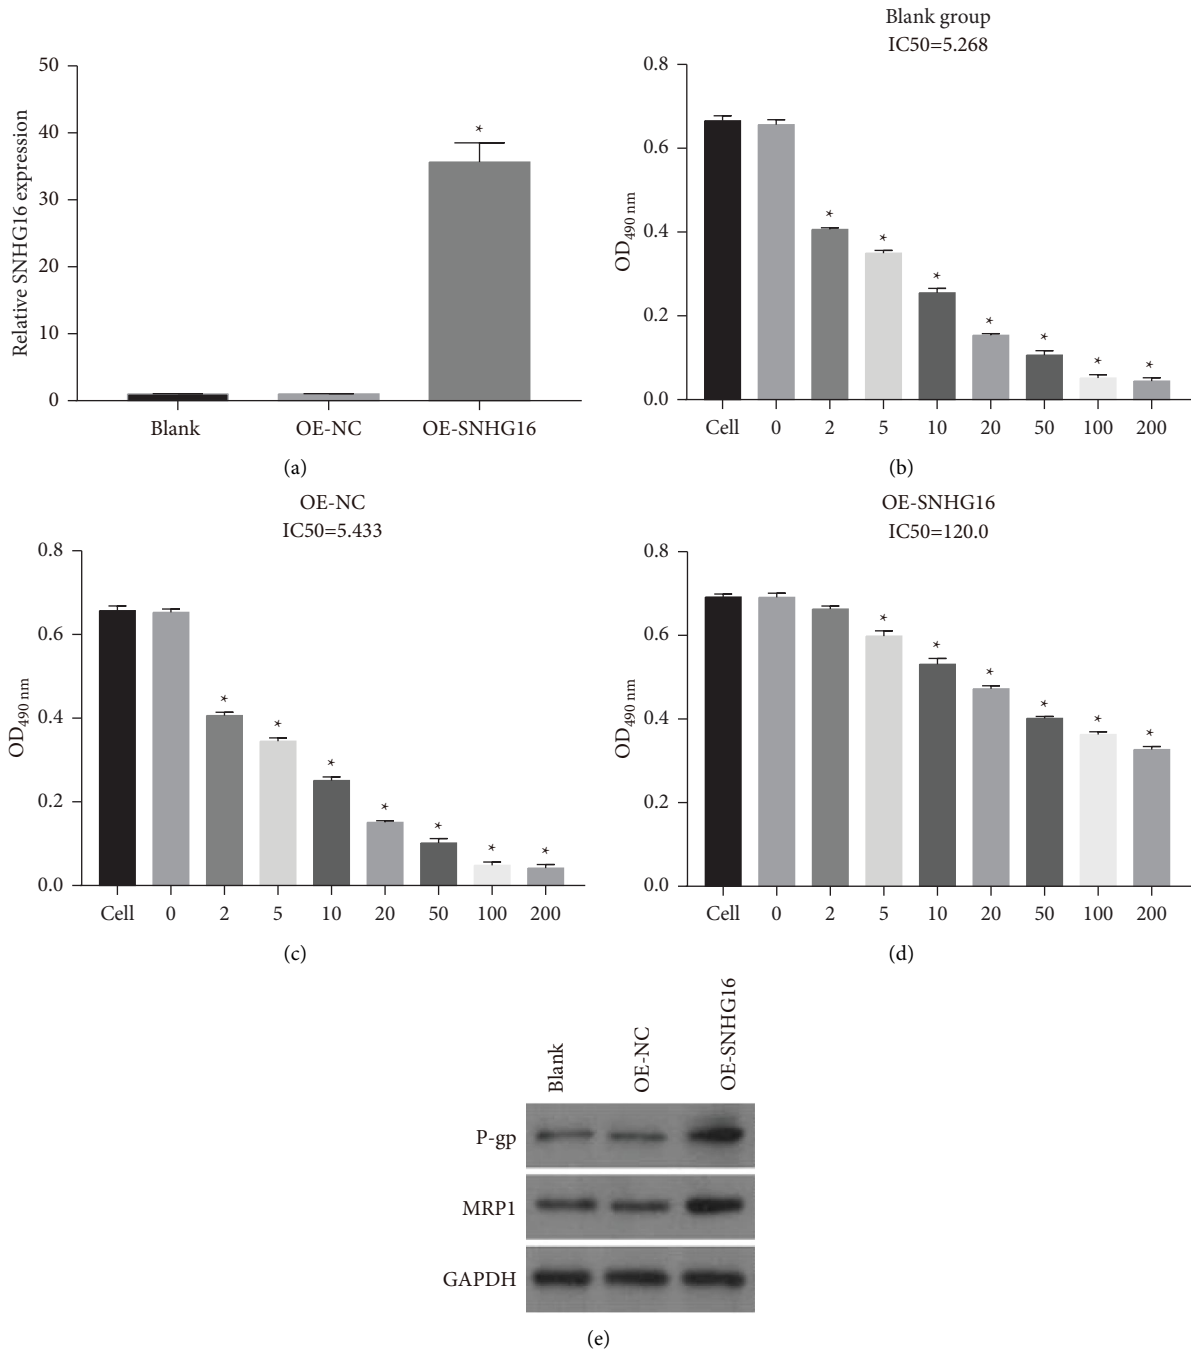 50
40
30
20
10
0
Relative SNHG16 expression
*
Blank OE-NC OE-SNHG16
(a)
Blank group
IC50=5.268
0.8
0.6
0.4
0.2
0.0
OD490 nm
* * * * * * *
Cell 0 2 5 10 20 50 100 200
(b)
OE-NC
IC50=5.433
0.8
0.6
0.4
0.2
0.0
OD490 nm
* * * * * * *
Cell 0 2 5 10 20 50 100 200
(c)
OE-SNHG16
IC50=120.0
0.8
0.6
0.4
0.2
0.0
OD490 nm
* * * * * *
Cell 0 2 5 10 20 50 100 200
(d)
Blank
OE-NC
OE-SNHG16
P-gp
MRP1
GAPDH
(e)